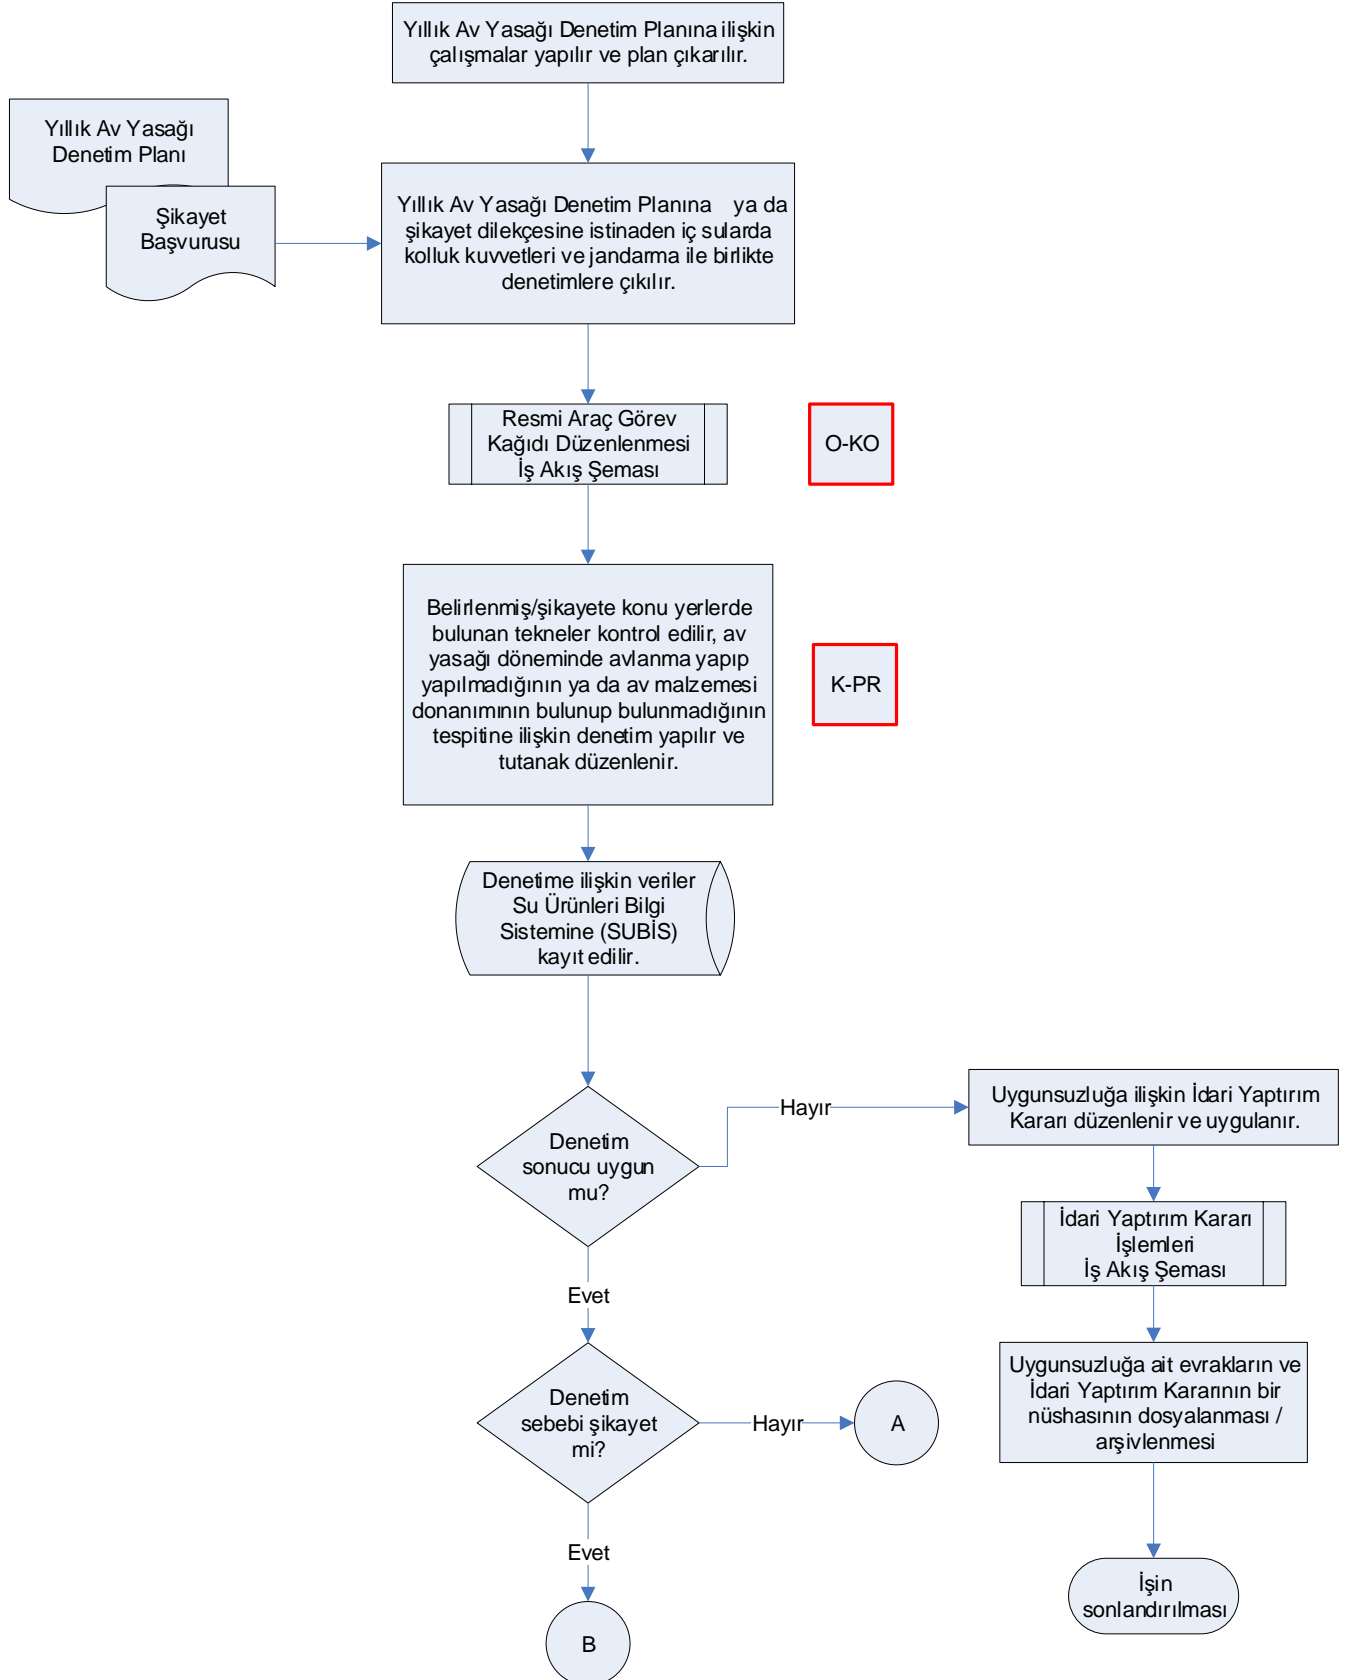 Yıllık Av Yasağı Denetim Planına ilişkin
çalışmalar yapılır ve plan çıkarılır.
Yıllık Av Yasağı
Denetim Planı
Şikayet
Başvurusu
Yıllık Av Yasağı Denetim Planına ya da
şikayet dilekçesine istinaden iç sularda
kolluk kuvvetleri ve jandarma ile birlikte
denetimlere çıkılır.
Resmi Araç Görev
Kağıdı Düzenlenmesi
İş Akış Şeması
O-KO
Belirlenmiş/şikayete konu yerlerde
bulunan tekneler kontrol edilir, av
yasağı döneminde avlanma yapıp
yapılmadığının ya da av malzemesi
donanımının bulunup bulunmadığının
tespitine ilişkin denetim yapılır ve
tutanak düzenlenir.
K-PR
Denetime ilişkin veriler
Su Ürünleri Bilgi
Sistemine (SUBİS)
kayıt edilir.
Denetim
sonucu uygun
mu?
Hayır
Uygunsuzluğa ilişkin İdari Yaptırım
Kararı düzenlenir ve uygulanır.
İdari Yaptırım Kararı
İşlemleri
İş Akış Şeması
Evet
Uygunsuzluğa ait evrakların ve
İdari Yaptırım Kararının bir
nüshasının dosyalanması /
arşivlenmesi
Denetim
sebebi şikayet
mi?
Hayır
A
Evet
B
İşin
sonlandırılması